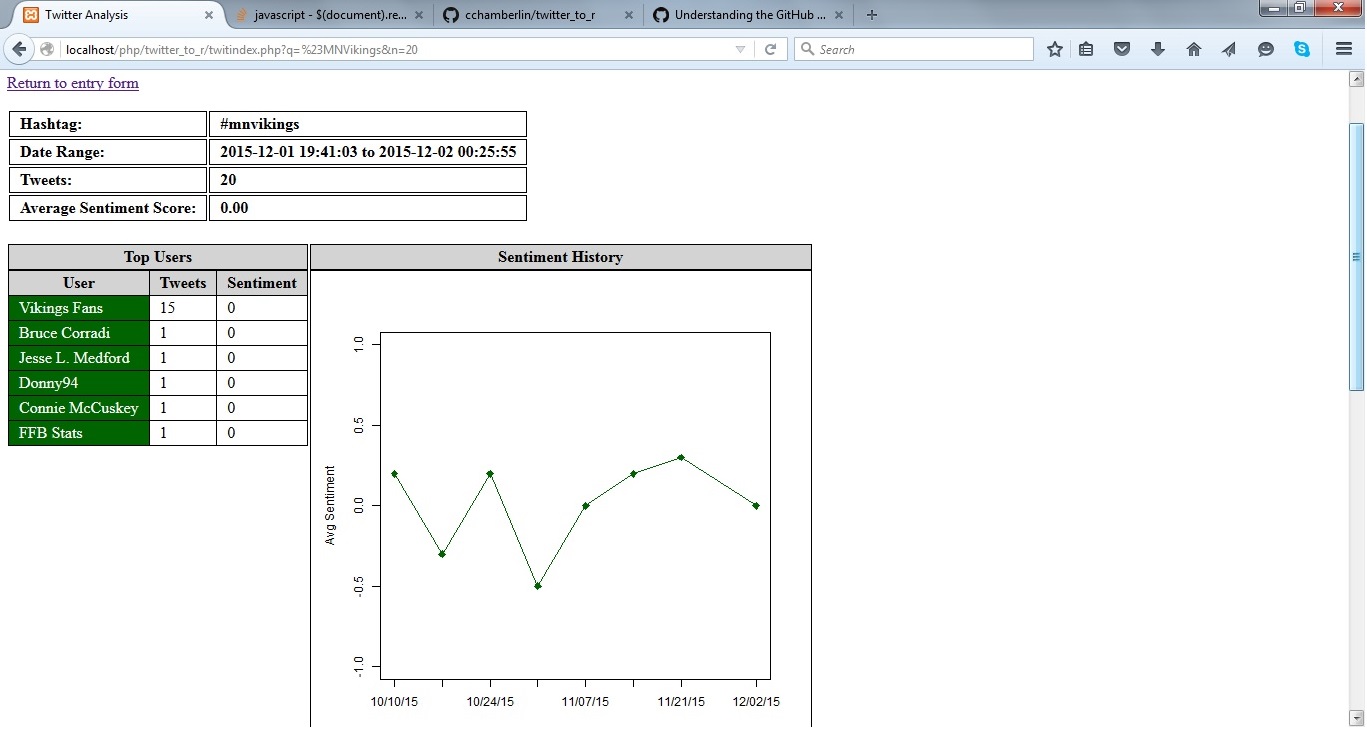 Twitter Analysis
javascript - $(document).re...
cchamberlin/twitter_to_r
Understanding the GitHub ...
localhost/php/twitter_to_r/twitindex.php?q=%23MNVikings&n=20
Search
Return to entry form
Hashtag: #mnvikings
Date Range: 2015-12-01 19:41:03 to 2015-12-02 00:25:55
Tweets: 20
Average Sentiment Score: 0.00
Top Users
User Tweets Sentiment
Vikings Fans 15 0
Bruce Corradi 1 0
Jesse L. Medford 1 0
Donny94 1 0
Connie McCuskey 1 0
FFB Stats 1 0
Sentiment History
Avg Sentiment
1.0
0.5
0.0
-0.5
-1.0
10/10/15 10/24/15 11/07/15 11/21/15 12/02/15